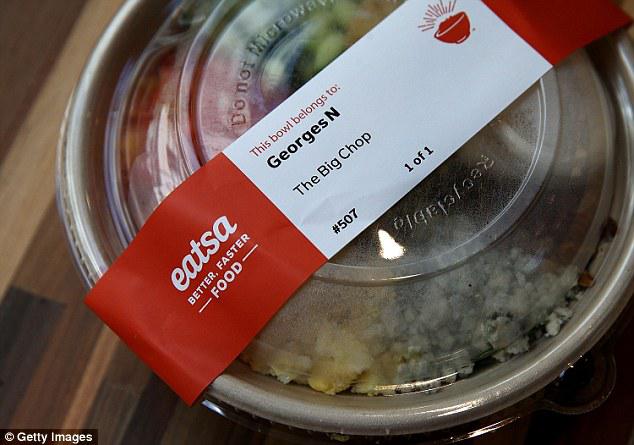 Do not Microwave
This bowl belongs to:
Georges N
The Big Chop
1 of 1
#507
Recyclable
eatsa
BETTER, FASTER
FOOD
© Getty Images